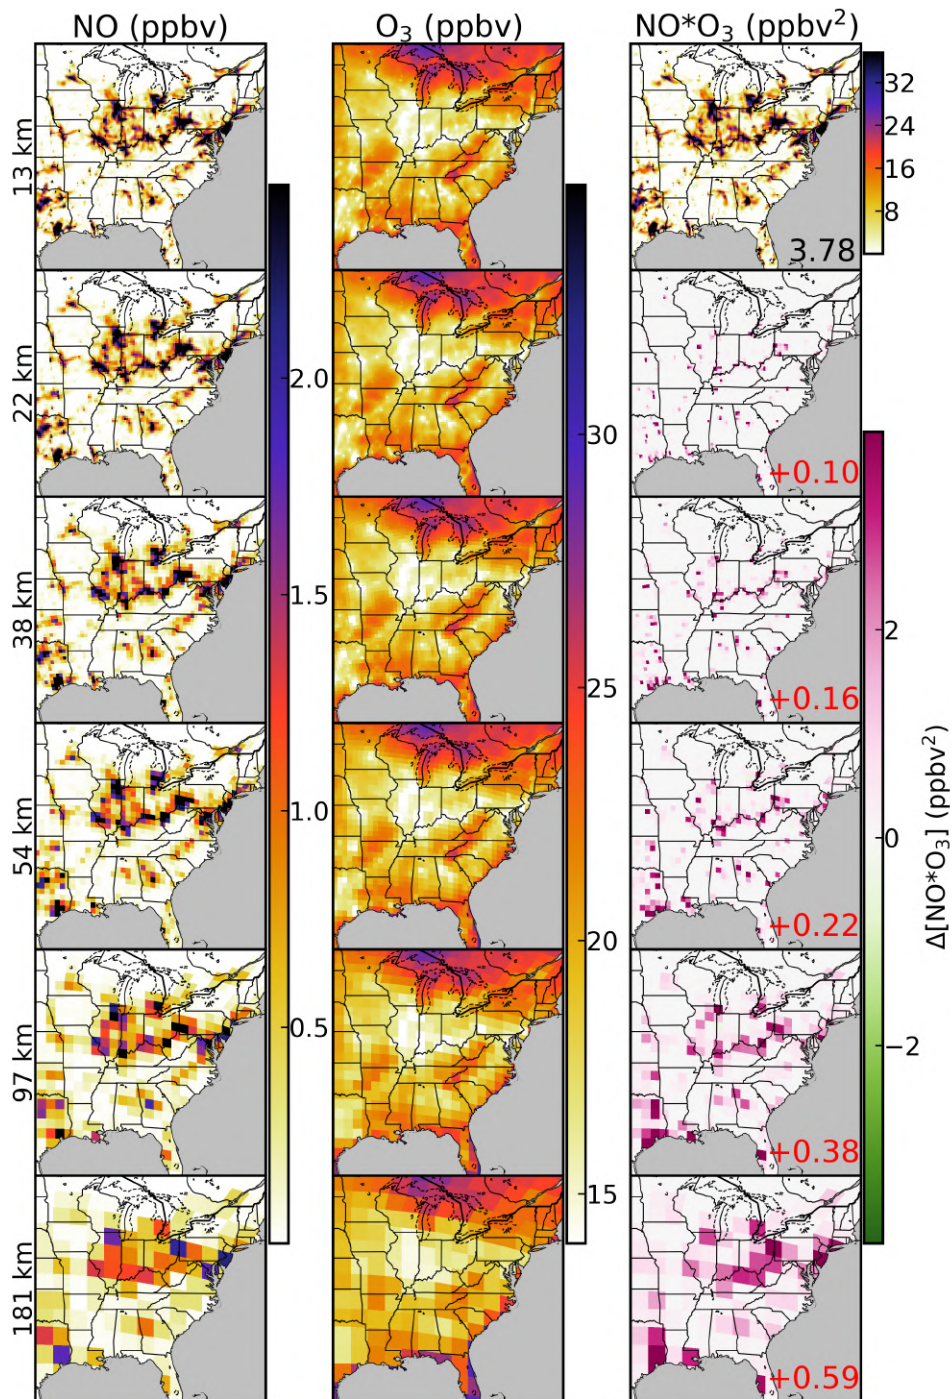 NO (ppbv) O₃ (ppbv) NO*O₃ (ppbv²)
13 km
32
24
16
8
3.78
22 km
2.0
30
+0.10
38 km
1.5
25
2
+0.16
54 km
1.0
20
0
Δ[NO*O₃] (ppbv²)
+0.22
97 km
0.5
−2
+0.38
181 km
15
+0.59